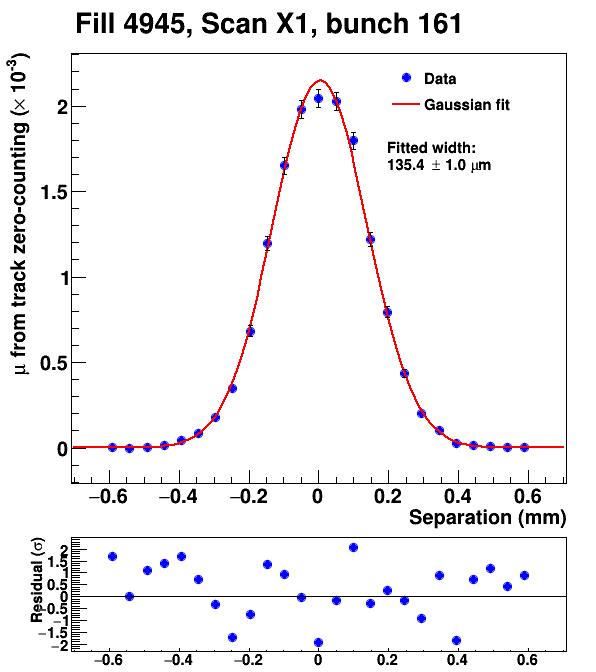 Fill 4945, Scan X1, bunch 161
μ from track zero-counting (× 10⁻³)
Data
Gaussian fit
Fitted width:
135.4 ± 1.0 μm
2
1.5
1
0.5
0
−0.6 −0.4 −0.2 0 0.2 0.4 0.6
Separation (mm)
Residual (σ)
2
1.5
1
0.5
0
−0.5
−1
−1.5
−2
−0.6 −0.4 −0.2 0 0.2 0.4 0.6